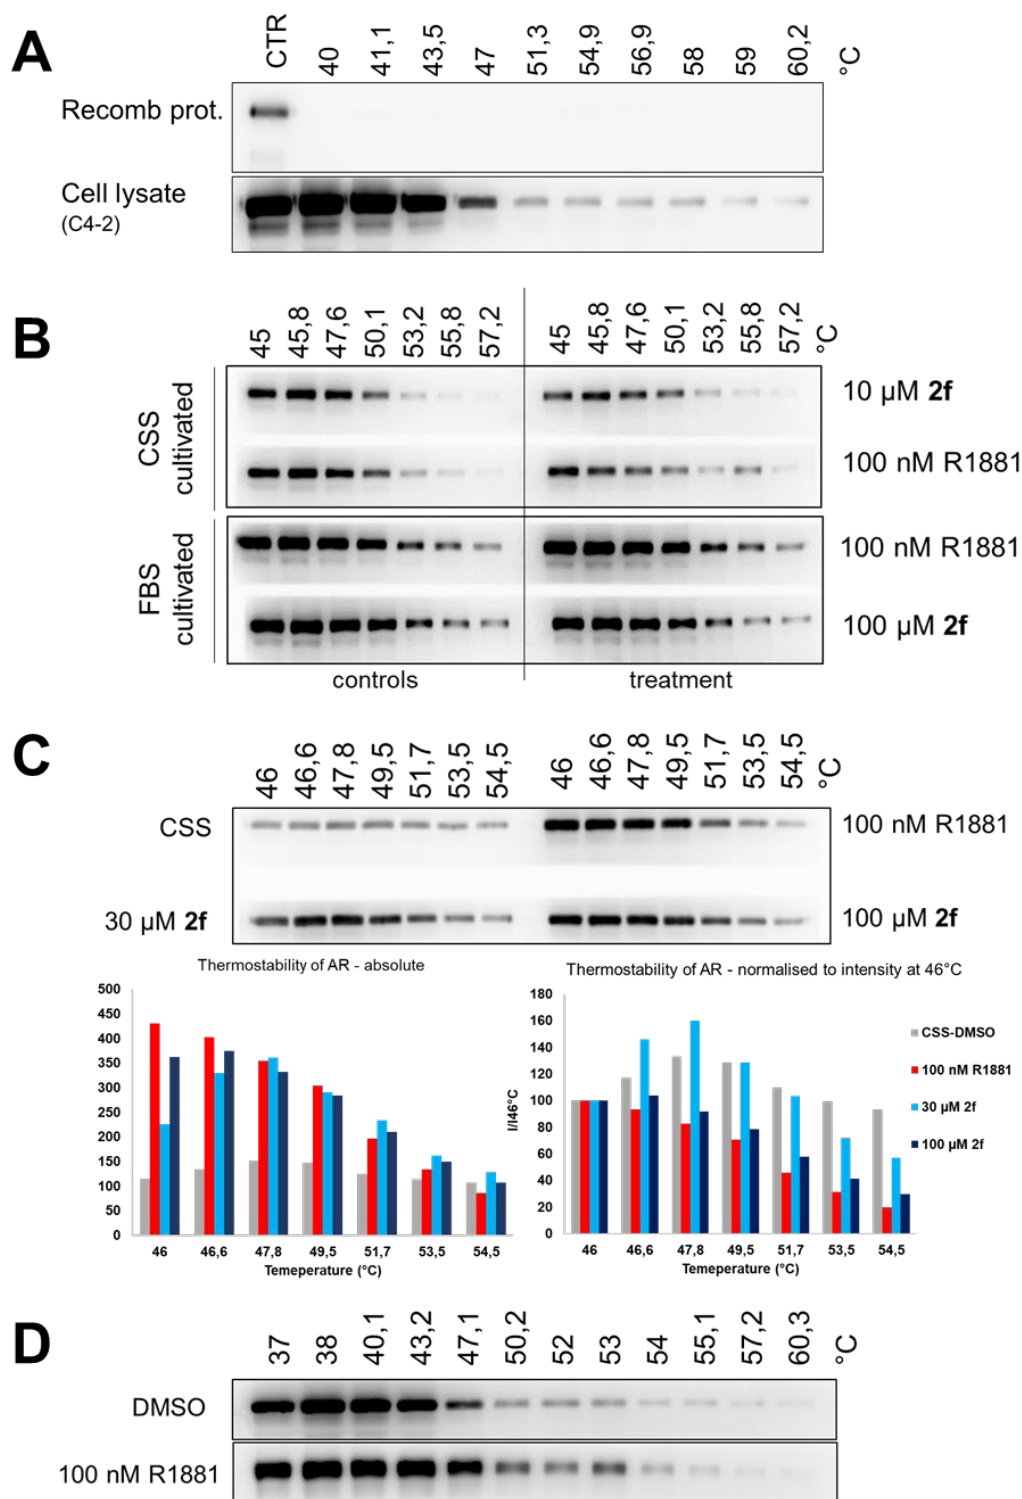 A
CTR 40 41,1 43,5 47 51,3 54,9 56,9 58 59 60,2 °C
Recomb prot.
Cell lysate
(C4-2)
B
45 45,8 47,6 50,1 53,2 55,8 57,2 45 45,8 47,6 50,1 53,2 55,8 57,2 °C
CSS
cultivated
10 µM 2f
100 nM R1881
FBS
cultivated
100 nM R1881
100 µM 2f
controls treatment
C
46 46,6 47,8 49,5 51,7 53,5 54,5 46 46,6 47,8 49,5 51,7 53,5 54,5 °C
CSS 100 nM R1881
30 µM 2f 100 µM 2f
Thermostability of AR - absolute
500
450
400
350
300
250
200
150
100
50
0
46 46,6 47,8 49,5 51,7 53,5 54,5
Temeperature (°C)
Thermostability of AR - normalised to intensity at 46°C
I/I46°C
180
160
140
120
100
80
60
40
20
0
46 46,6 47,8 49,5 51,7 53,5 54,5
Temeperature (°C)
CSS-DMSO
100 nM R1881
30 µM 2f
100 µM 2f
D
37 38 40,1 43,2 47,1 50,2 52 53 54 55,1 57,2 60,3 °C
DMSO
100 nM R1881